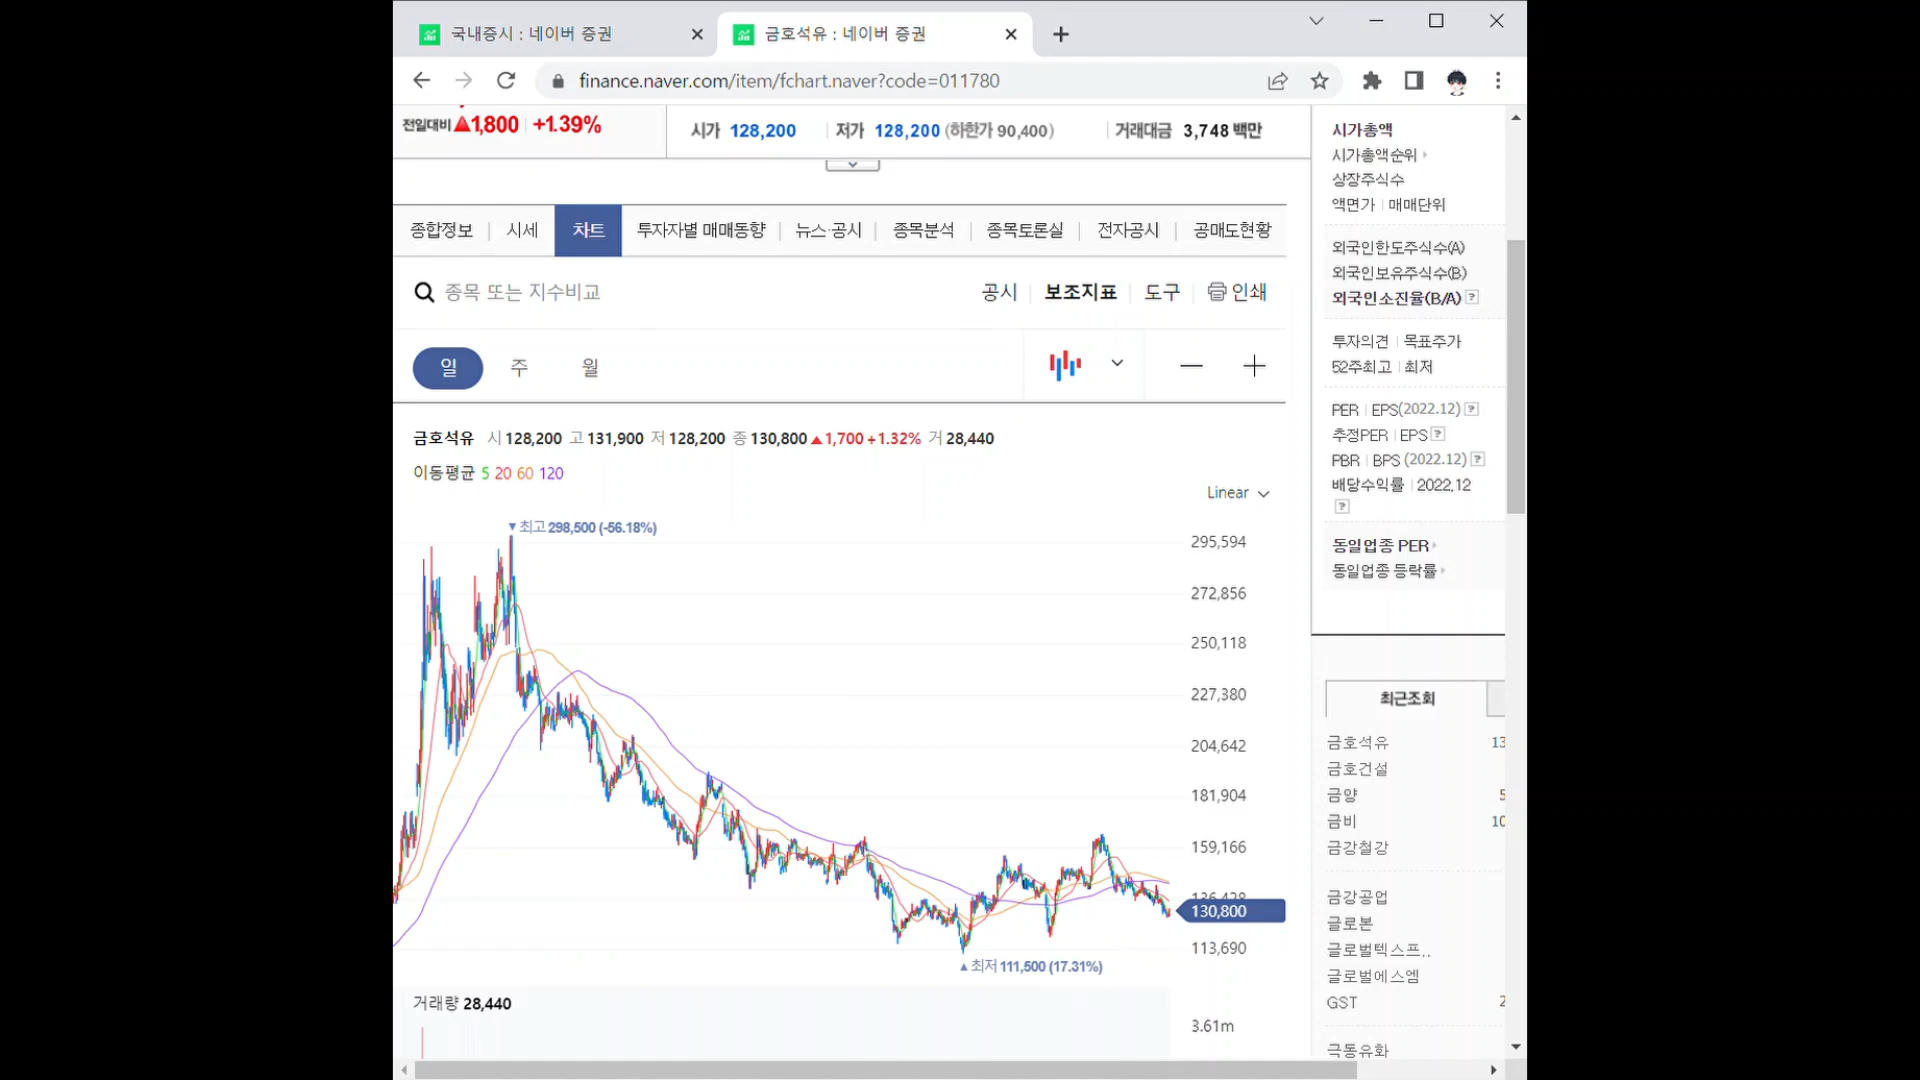 국내증시 : 네이버 증권
금호석유 : 네이버 증권
finance.naver.com/item/fchart.naver?code=011780
전일대비 ▲1,800 +1.39%
시가 128,200 저가 128,200 (하한가 90,400) 거래대금 3,748 백만
종합정보 시세 차트 투자자별 매매동향 뉴스·공시 종목분석 종목토론실 전자공시 공매도현황
종목 또는 지수비교
공시 보조지표 도구 인쇄
일 주 월
금호석유 시 128,200 고 131,900 저 128,200 종 130,800 ▲1,700 +1.32% 거 28,440
이동평균 5 20 60 120
Linear
▼최고 298,500 (-56.18%)
295,594
272,856
250,118
227,380
204,642
181,904
159,166
130,800
113,690
▲최저 111,500 (17.31%)
거래량 28,440
3.61m
시가총액
시가총액순위
상장주식수
액면가 매매단위
외국인한도주식수(A)
외국인보유주식수(B)
외국인소진율(B/A) ?
투자의견 목표주가
52주최고 최저
PER EPS(2022.12) ?
추정PER EPS ?
PBR BPS (2022.12) ?
배당수익률 2022.12
?
동일업종 PER
동일업종 등락률
최근조회
금호석유 13
금호건설
금양 5
금비 10
금강철강
금강공업
글로본
글로벌텍스프..
글로벌에스엠
GST 2
극동유화